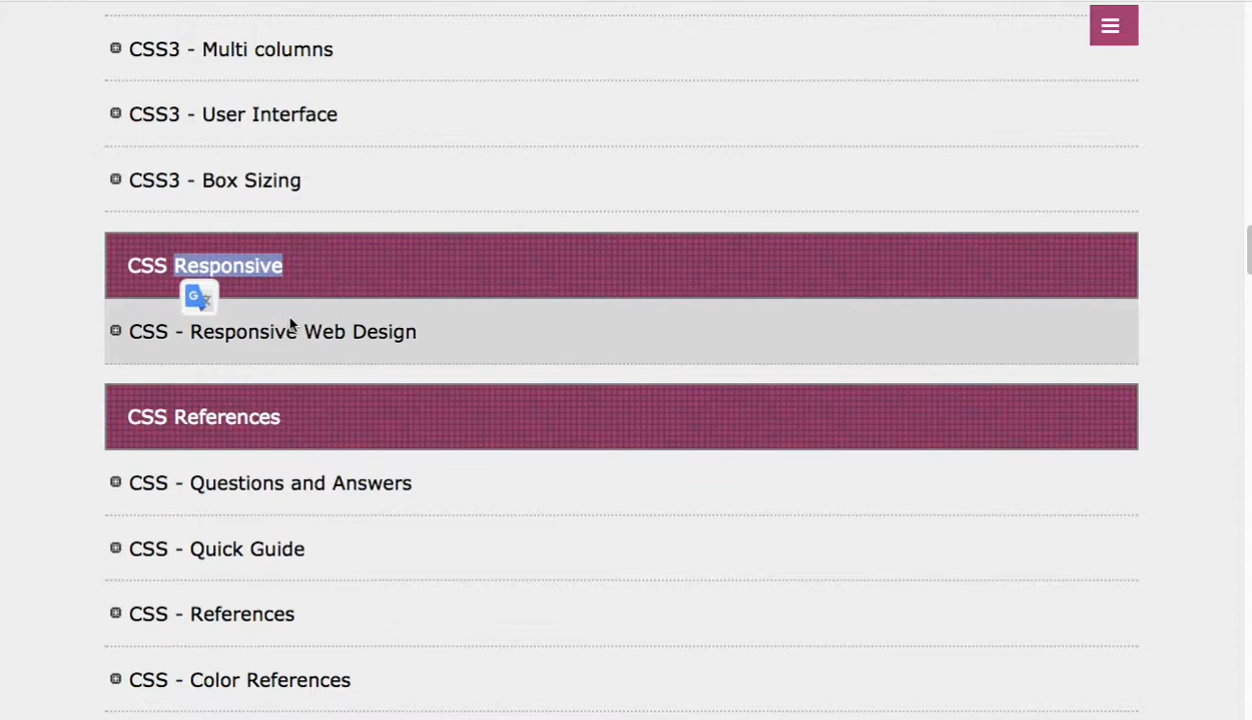 CSS3 - Multi columns
CSS3 - User Interface
CSS3 - Box Sizing
CSS Responsive
CSS - Responsive Web Design
CSS References
CSS - Questions and Answers
CSS - Quick Guide
CSS - References
CSS - Color References